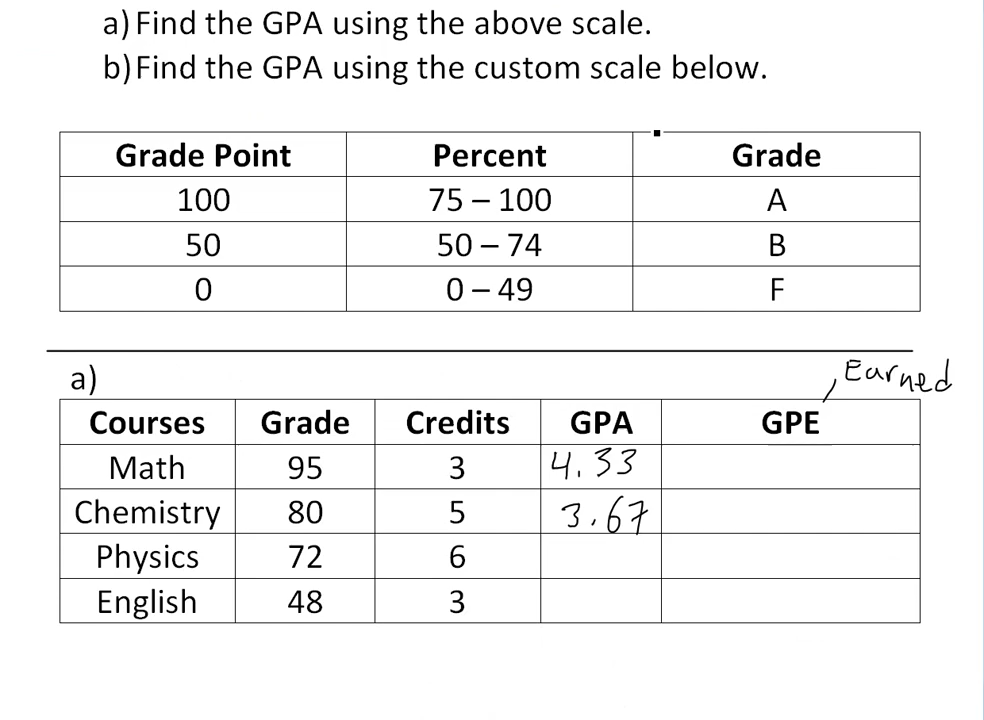 a) Find the GPA using the above scale.
b) Find the GPA using the custom scale below.
Grade Point Percent Grade
100 75 – 100 A
50 50 – 74 B
0 0 – 49 F
a)
, Earned
Courses Grade Credits GPA GPE
Math 95 3 4.33
Chemistry 80 5 3.67
Physics 72 6
English 48 3